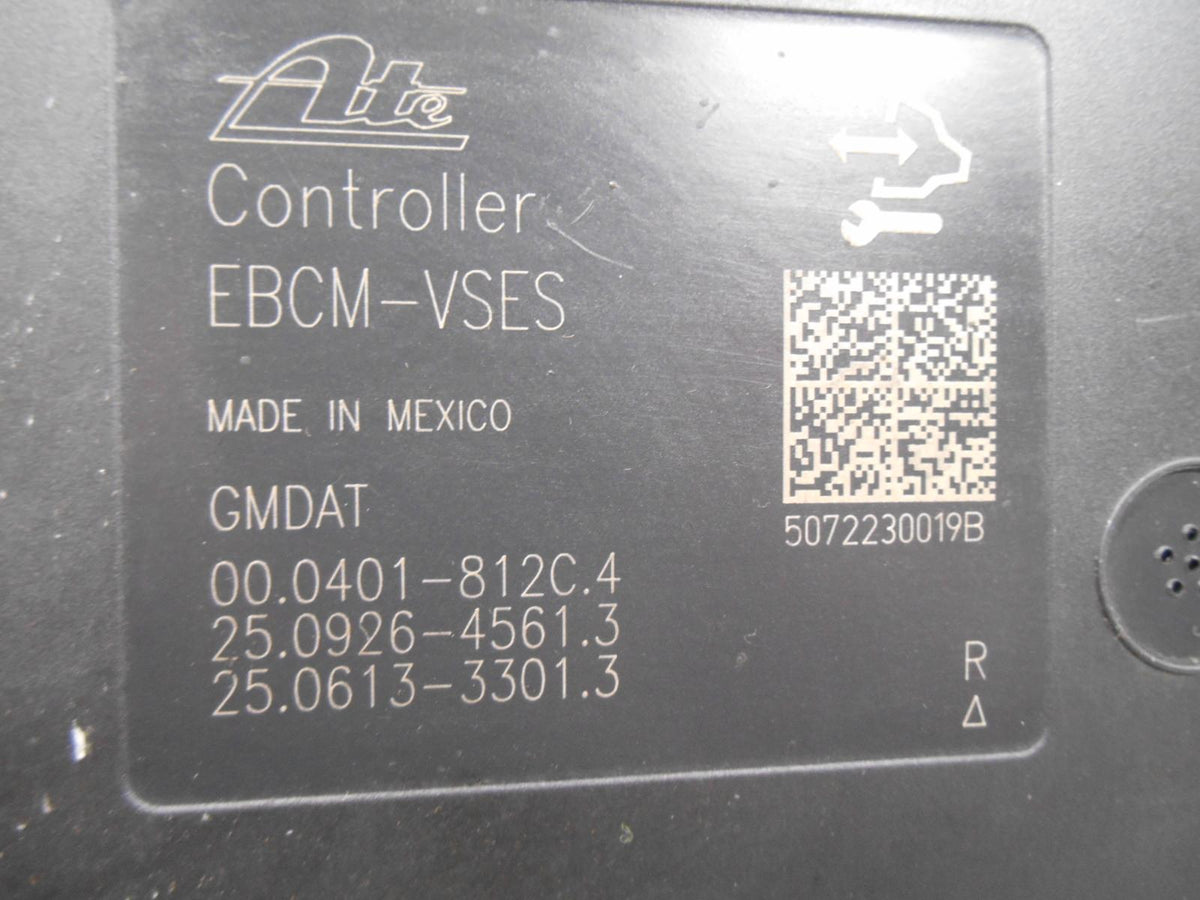 Ate
Controller
EBCM-VSES
MADE IN MEXICO
GMDAT
00.0401-812C.4
25.0926-4561.3
25.0613-3301.3
5072230019B
R